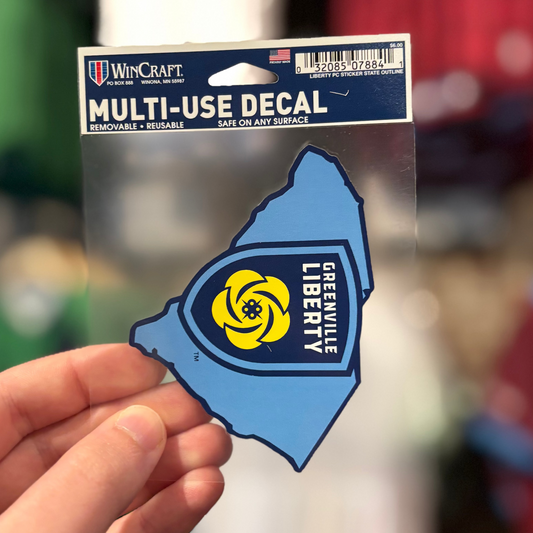 WINCRAFT.
PO BOX 888 WINONA, MN 55987
$6.00
0 32085 07884 1
LIBERTY PC STICKER STATE OUTLINE
MULTI-USE DECAL
REMOVABLE • REUSABLE SAFE ON ANY SURFACE
GREENVILLE
LIBERTY
TM